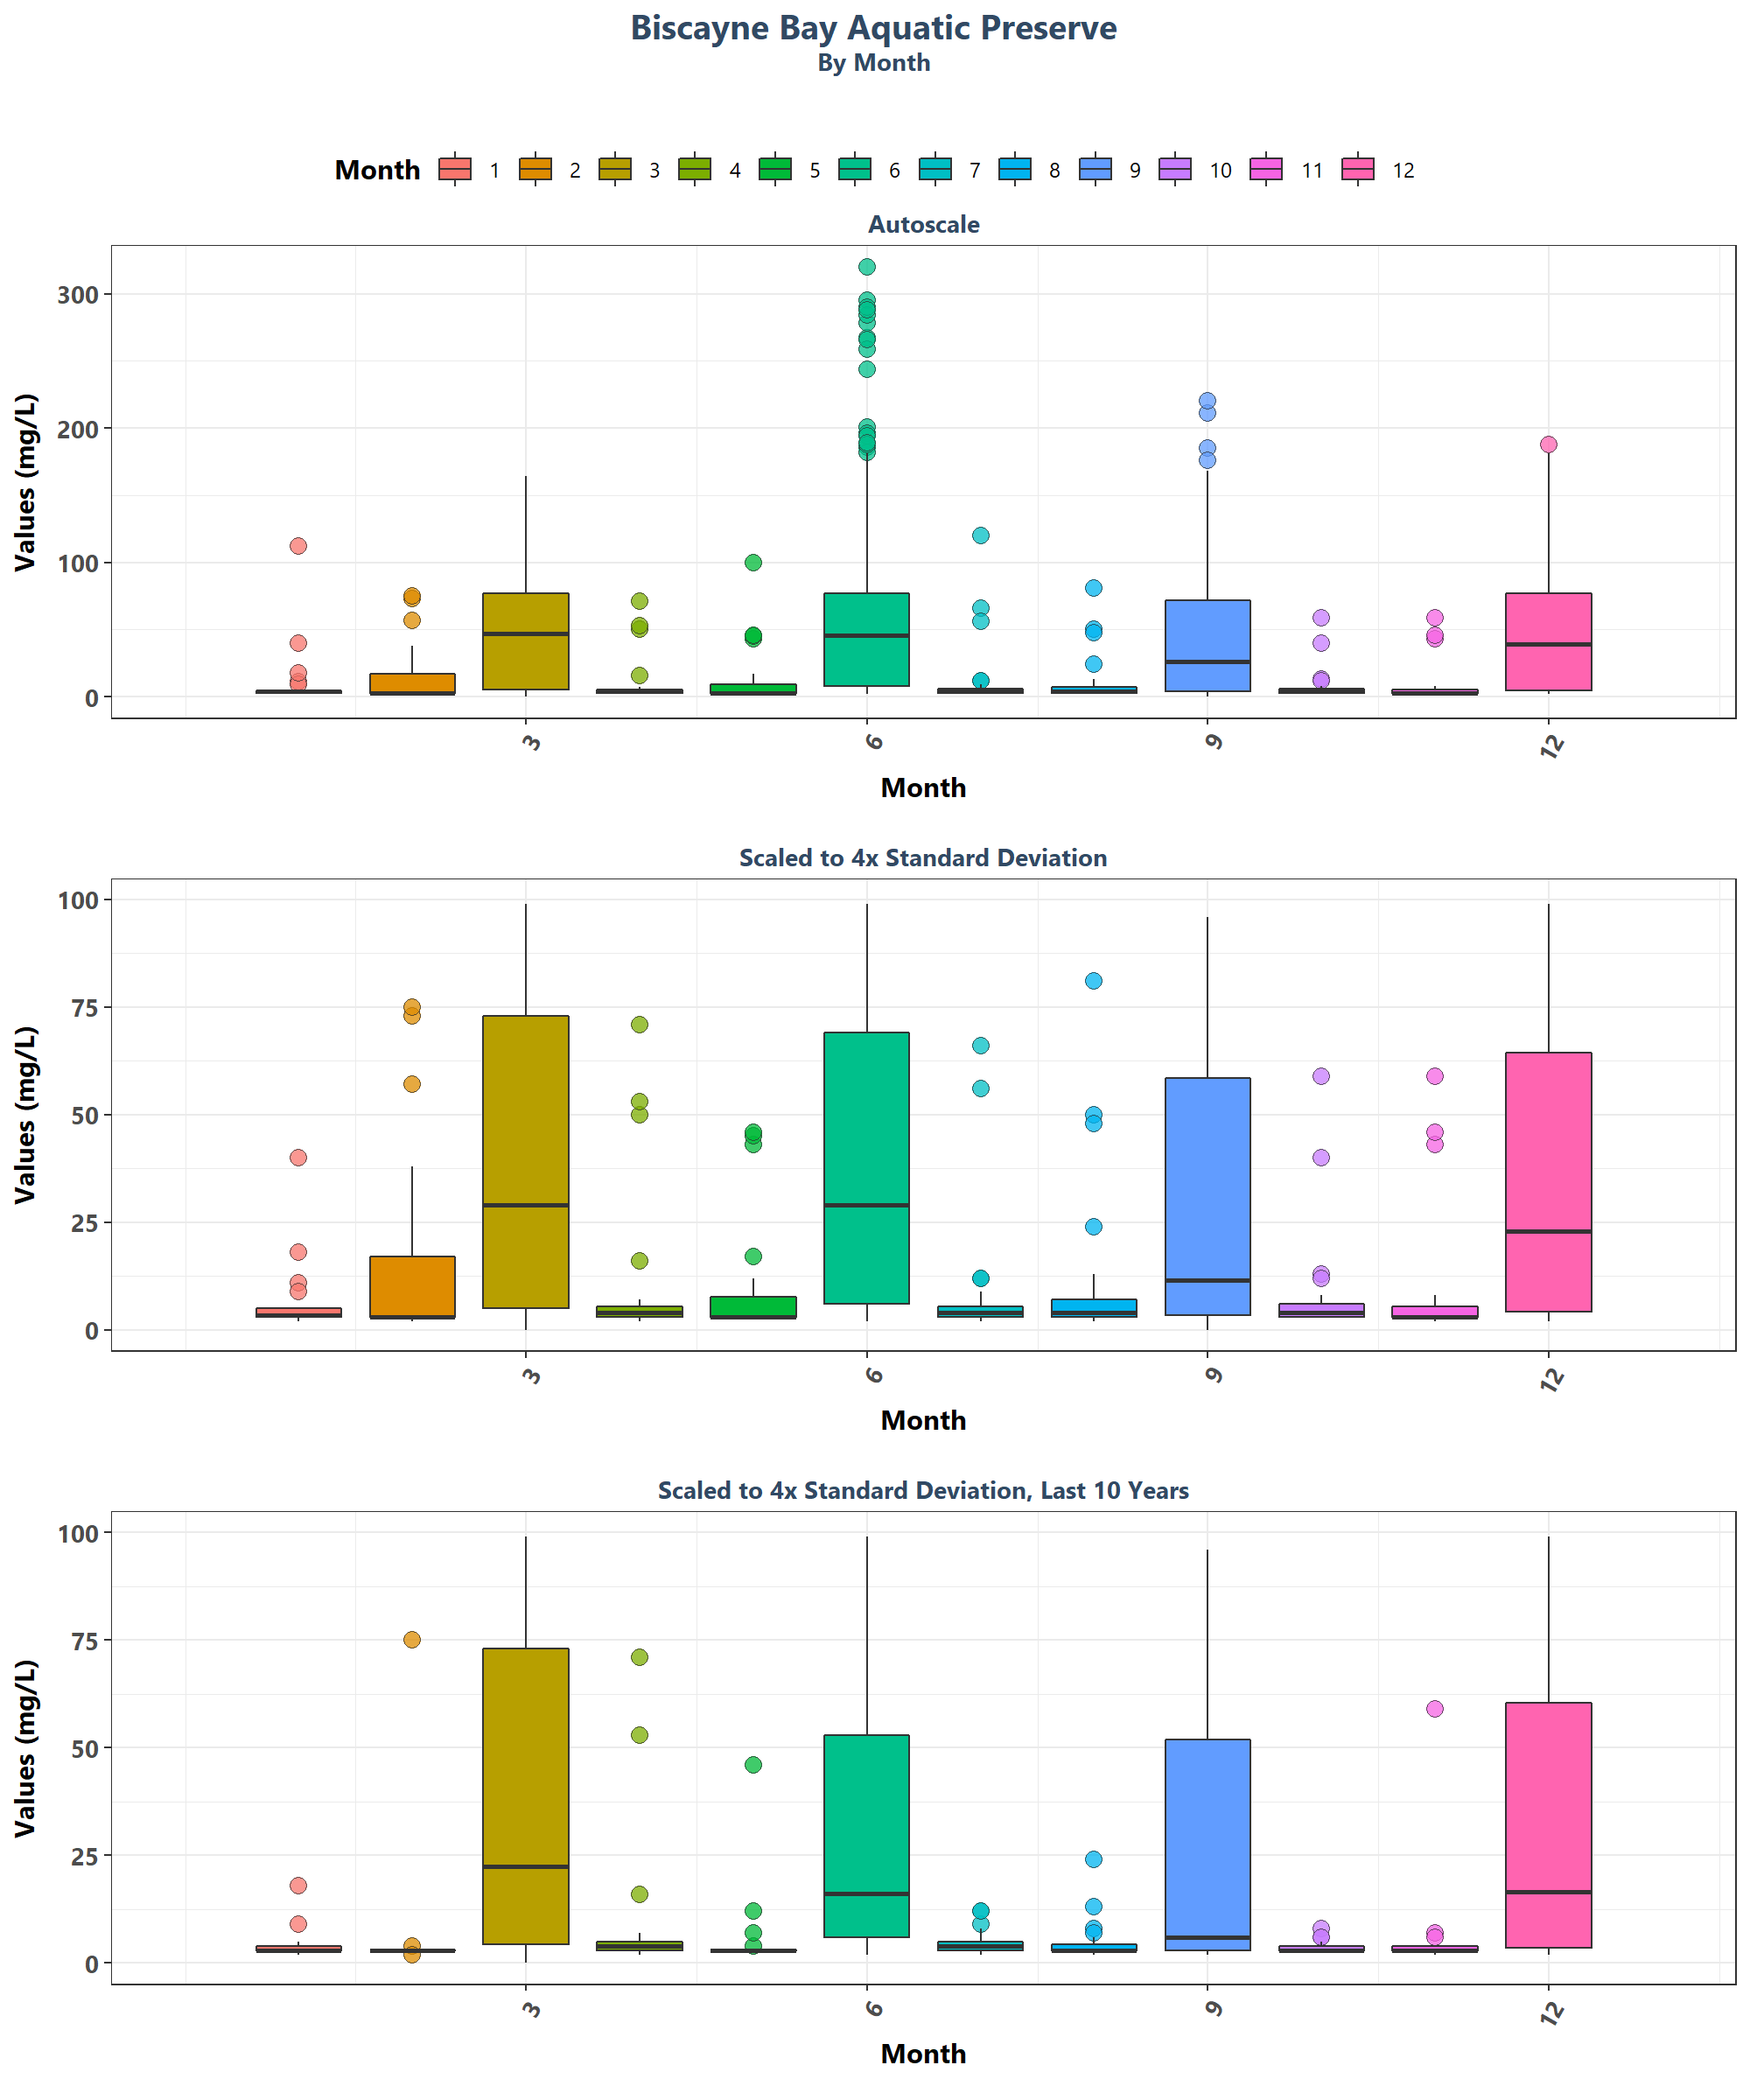 Biscayne Bay Aquatic Preserve
By Month
Month 1 2 3 4 5 6 7 8 9 10 11 12
Autoscale
Values (mg/L)
300
200
100
0
3 6 9 12
Month
Scaled to 4x Standard Deviation
Values (mg/L)
100
75
50
25
0
3 6 9 12
Month
Scaled to 4x Standard Deviation, Last 10 Years
Values (mg/L)
100
75
50
25
0
3 6 9 12
Month